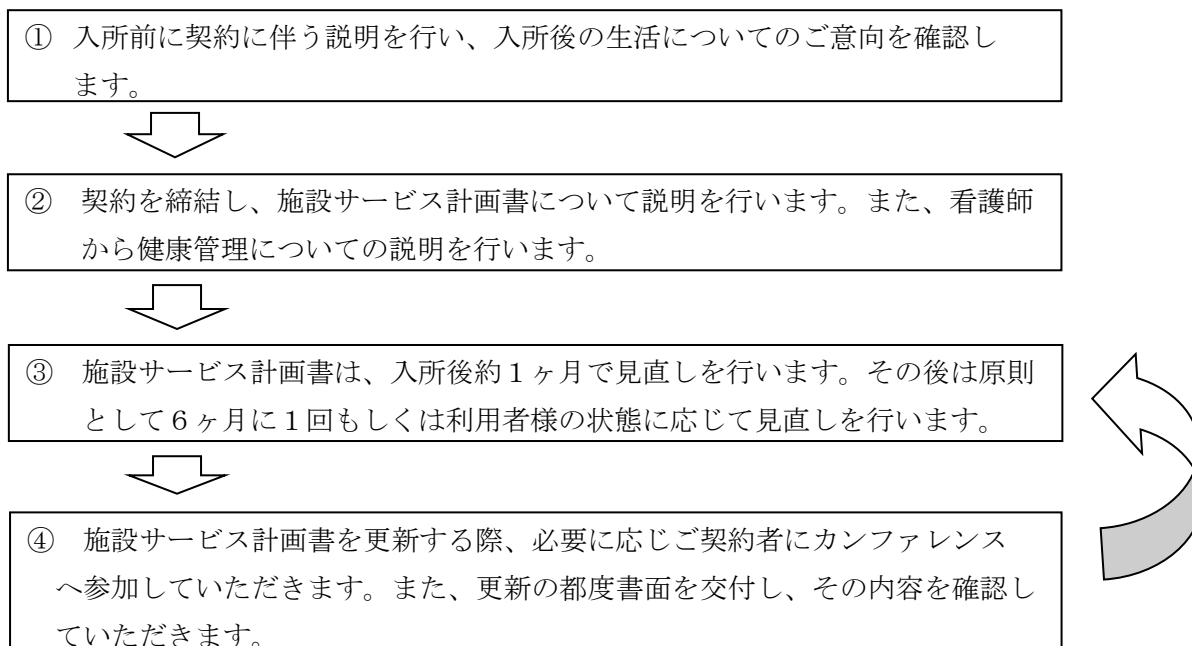 ① 入所前に契約に伴う説明を行い、入所後の生活についてのご意向を確認し
ます。
② 契約を締結し、施設サービス計画書について説明を行います。また、看護師
から健康管理についての説明を行います。
③ 施設サービス計画書は、入所後約１ヶ月で見直しを行います。その後は原則
として６ヶ月に１回もしくは利用者様の状態に応じて見直しを行います。
④ 施設サービス計画書を更新する際、必要に応じご契約者にカンファレンス
へ参加していただきます。また、更新の都度書面を交付し、その内容を確認し
ていただきます。